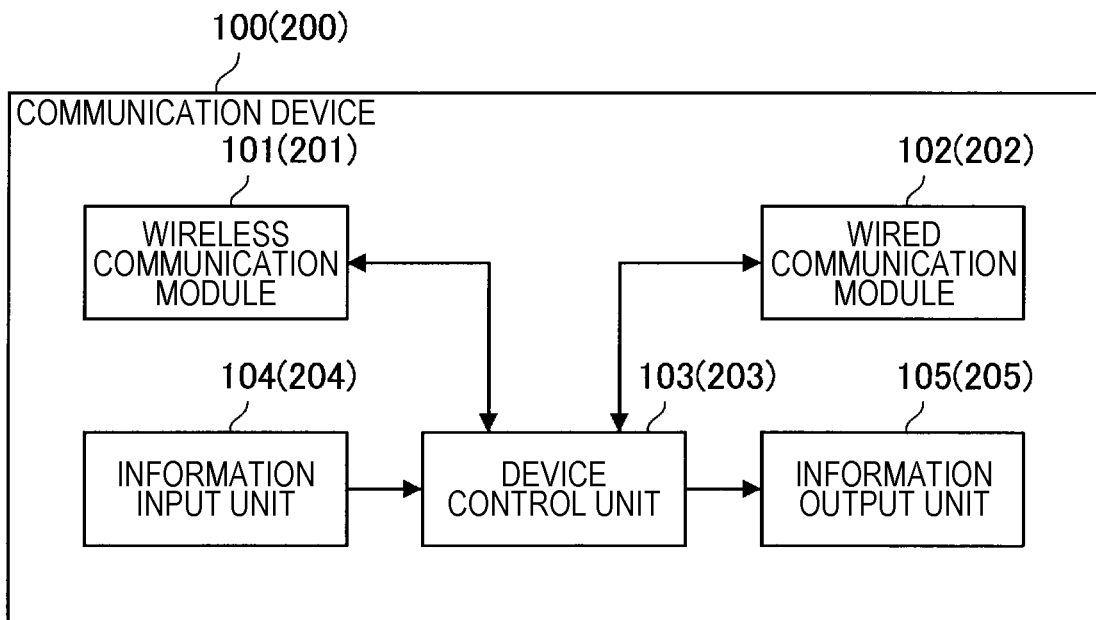 100(200)
COMMUNICATION DEVICE
101(201)
102(202)
WIRELESS
COMMUNICATION
MODULE
WIRED
COMMUNICATION
MODULE
104(204)
103(203)
105(205)
INFORMATION
INPUT UNIT
DEVICE
CONTROL UNIT
INFORMATION
OUTPUT UNIT